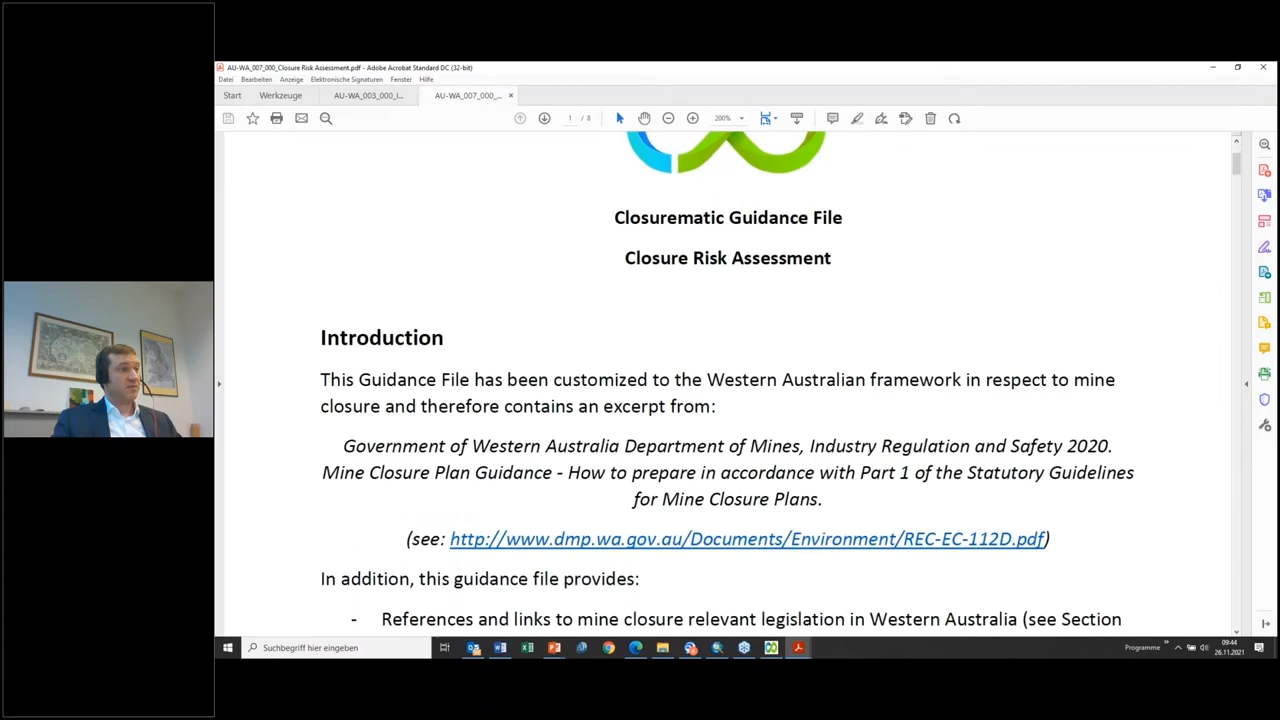 AU-WA_007_000_Closure Risk Assessment.pdf - Adobe Acrobat Standard DC (32-bit)
Datei Bearbeiten Anzeige Elektronische Signaturen Fenster Hilfe
Start Werkzeuge AU-WA_003_000_I... AU-WA_007_000_... ×
1 / 8 200%
Closurematic Guidance File
Closure Risk Assessment
Introduction
This Guidance File has been customized to the Western Australian framework in respect to mine
closure and therefore contains an excerpt from:
Government of Western Australia Department of Mines, Industry Regulation and Safety 2020.
Mine Closure Plan Guidance - How to prepare in accordance with Part 1 of the Statutory Guidelines
for Mine Closure Plans.
(see: http://www.dmp.wa.gov.au/Documents/Environment/REC-EC-112D.pdf)
In addition, this guidance file provides:
- References and links to mine closure relevant legislation in Western Australia (see Section
Suchbegriff hier eingeben
Programme »
09:44
26.11.2021